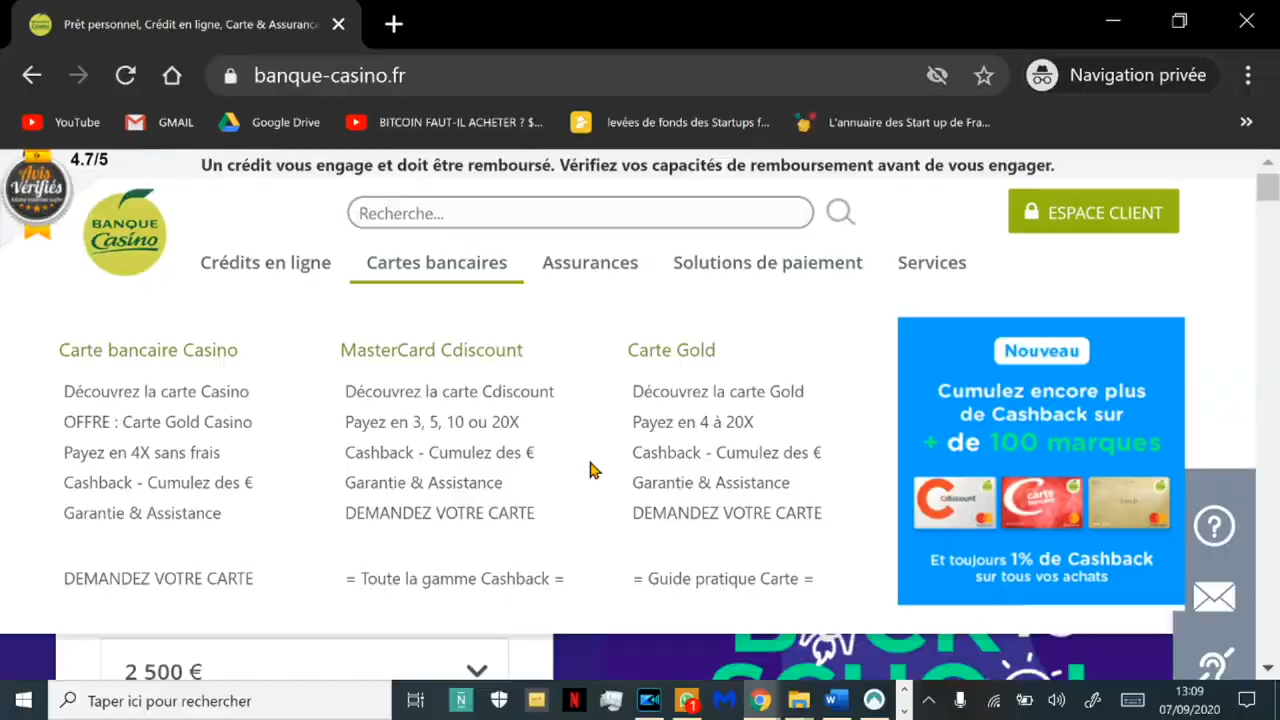 Prêt personnel, Crédit en ligne, Carte & Assuranc
banque-casino.fr
Navigation privée
YouTube
GMAIL
Google Drive
BITCOIN FAUT-IL ACHETER ? $...
levées de fonds des Startups f...
L'annuaire des Start up de Fra...
4.7/5
Avis
Vérifiés
Un crédit vous engage et doit être remboursé. Vérifiez vos capacités de remboursement avant de vous engager.
BANQUE
Casino
Recherche...
ESPACE CLIENT
Crédits en ligne
Cartes bancaires
Assurances
Solutions de paiement
Services
Carte bancaire Casino
Découvrez la carte Casino
OFFRE : Carte Gold Casino
Payez en 4X sans frais
Cashback - Cumulez des €
Garantie & Assistance
DEMANDEZ VOTRE CARTE
MasterCard Cdiscount
Découvrez la carte Cdiscount
Payez en 3, 5, 10 ou 20X
Cashback - Cumulez des €
Garantie & Assistance
DEMANDEZ VOTRE CARTE
= Toute la gamme Cashback =
Carte Gold
Découvrez la carte Gold
Payez en 4 à 20X
Cashback - Cumulez des €
Garantie & Assistance
DEMANDEZ VOTRE CARTE
= Guide pratique Carte =
Nouveau
Cumulez encore plus
de Cashback sur
+ de 100 marques
Cdiscount
carte
Et toujours 1% de Cashback
sur tous vos achats
2 500 €
BACK
SCHOOL
Taper ici pour rechercher
1
13:09
07/09/2020